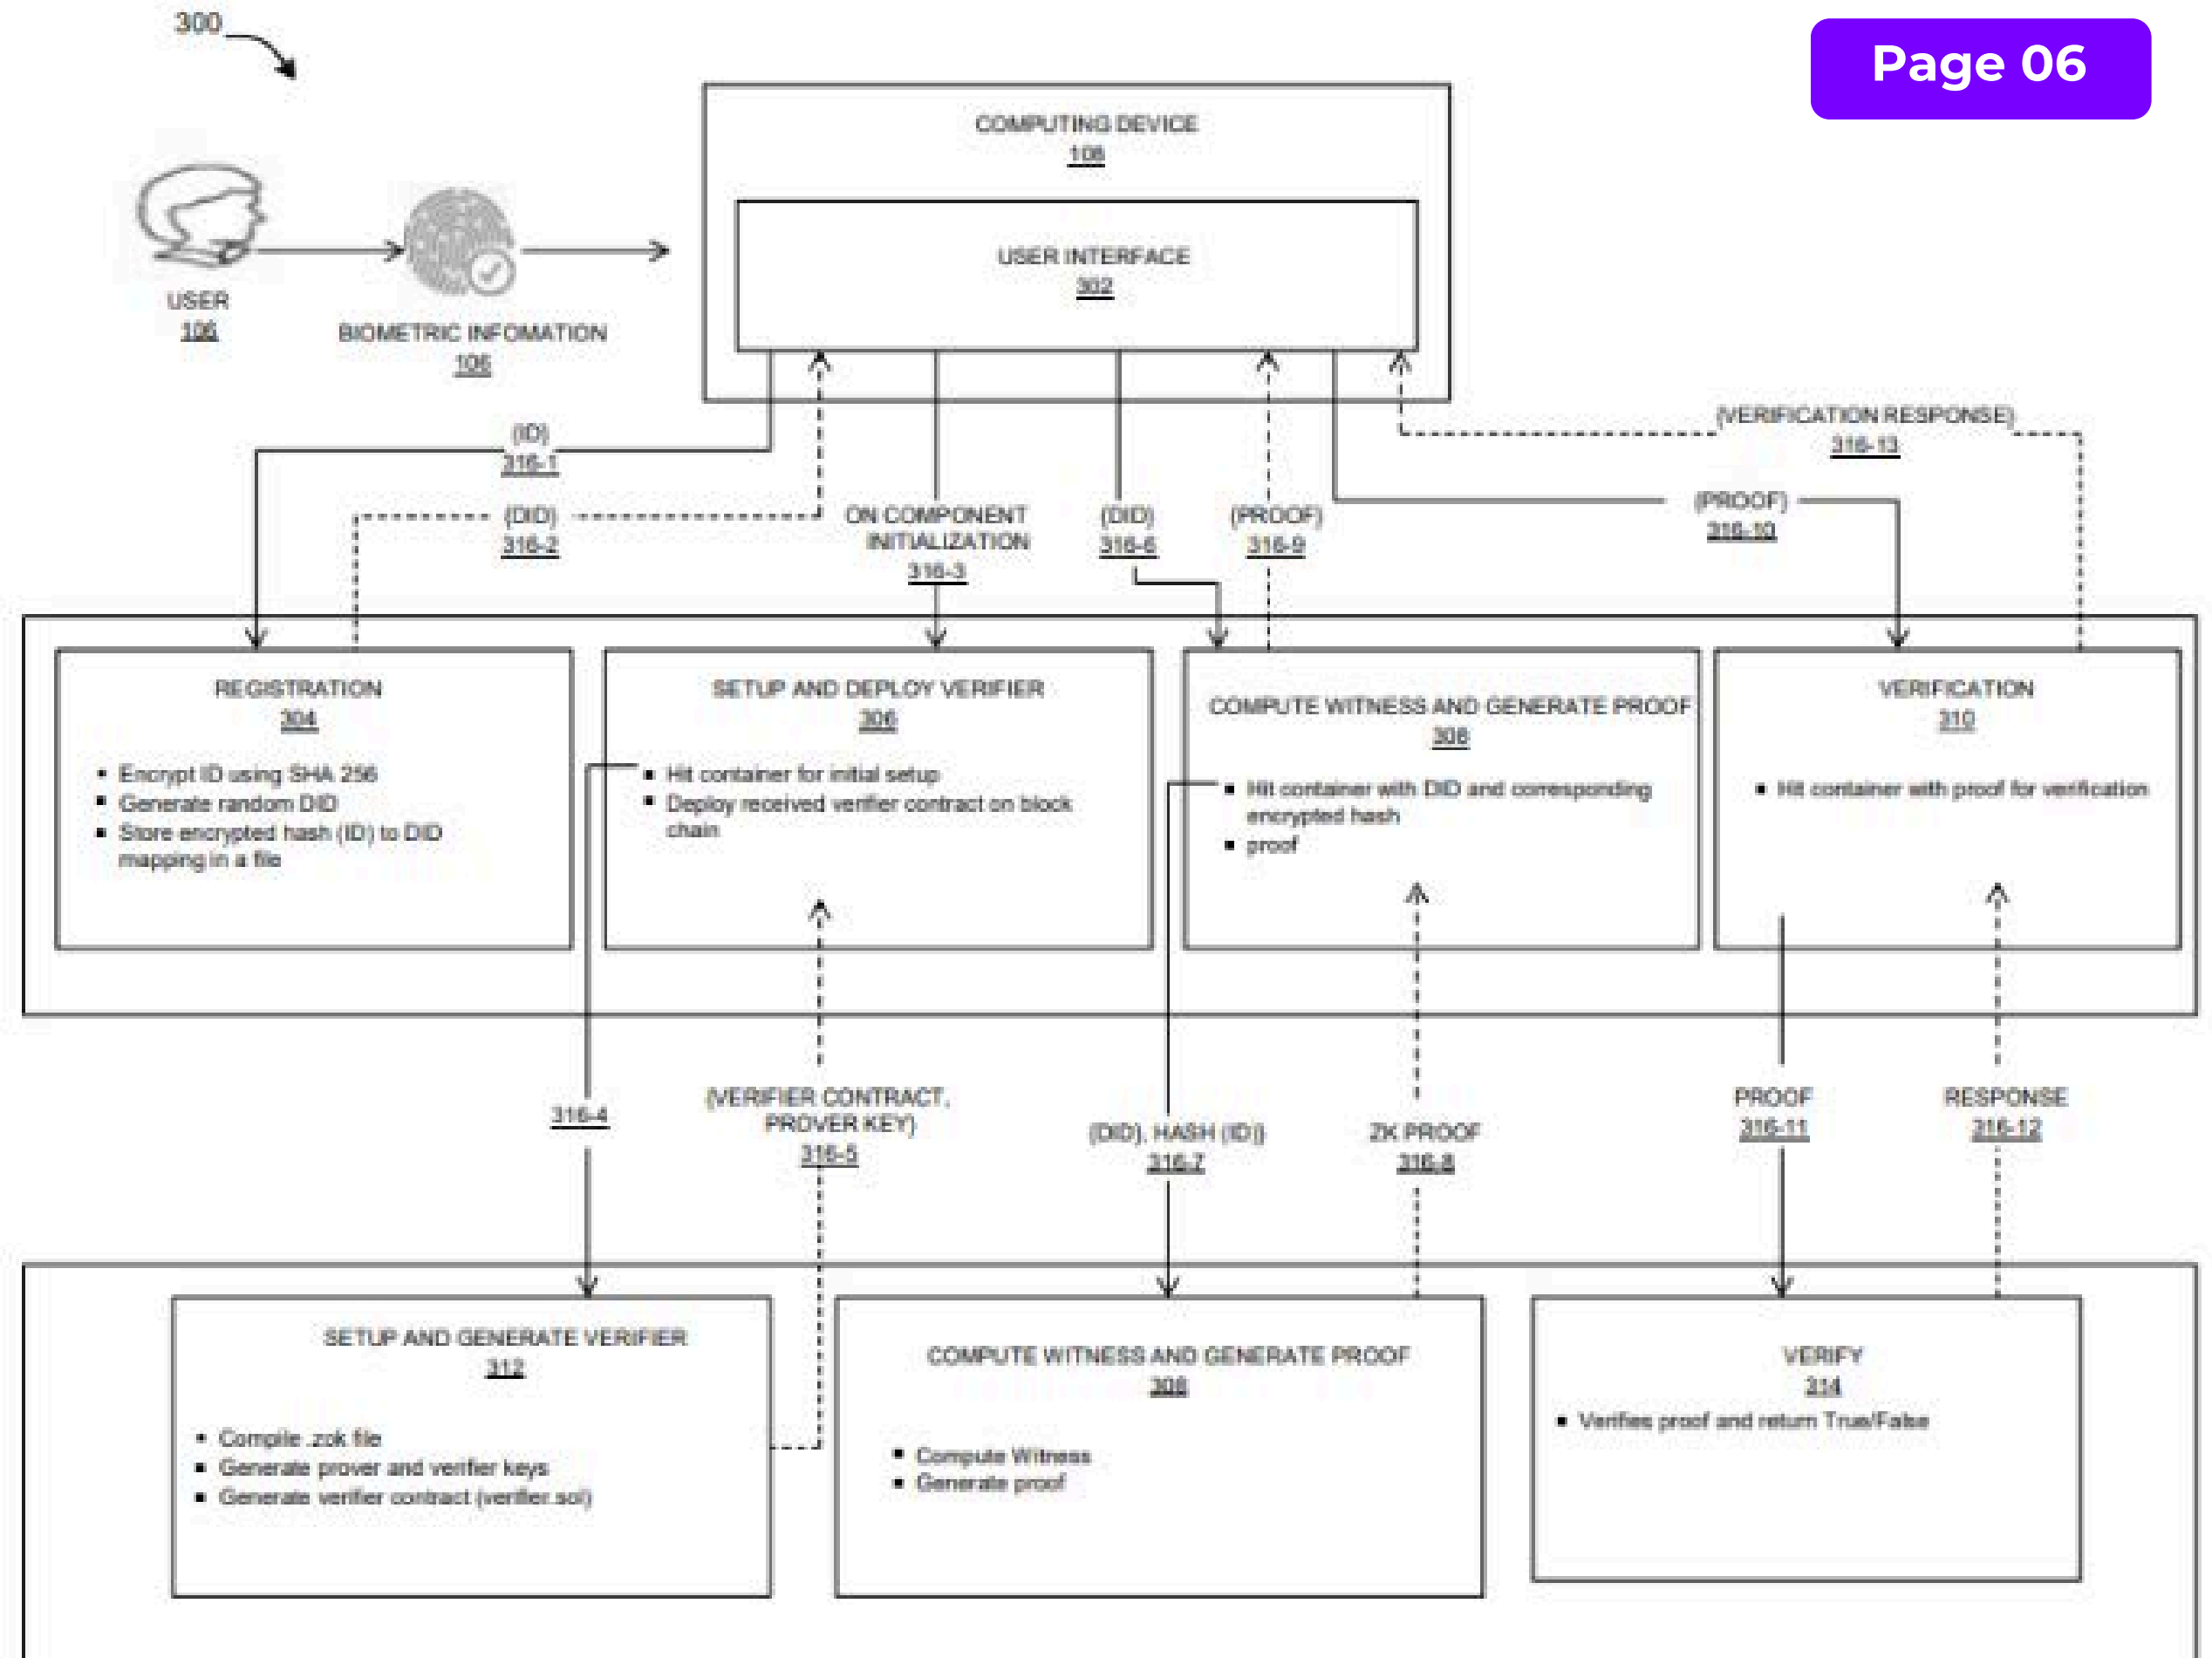 300
Page 06
COMPUTING DEVICE
108
USER INTERFACE
302
USER
106
BIOMETRIC INFOMATION
106
(ID)
316-1
(DID)
316-2
ON COMPONENT
INITIALIZATION
316-3
(DID)
316-6
(PROOF)
316-9
(PROOF)
316-10
(VERIFICATION RESPONSE)
316-13
REGISTRATION
304
▪ Encrypt ID using SHA 256
▪ Generate random DID
▪ Store encrypted hash (ID) to DID
mapping in a file
SETUP AND DEPLOY VERIFIER
306
▪ Hit container for initial setup
▪ Deploy received verifier contract on block
chain
COMPUTE WITNESS AND GENERATE PROOF
308
▪ Hit container with DID and corresponding
encrypted hash
▪ proof
VERIFICATION
310
▪ Hit container with proof for verification
316-4
(VERIFIER CONTRACT,
PROVER KEY)
316-5
(DID), HASH (ID))
316-7
ZK PROOF
316-8
PROOF
316-11
RESPONSE
316-12
SETUP AND GENERATE VERIFIER
312
▪ Compile .zok file
▪ Generate prover and verifier keys
▪ Generate verifier contract (verifier.sol)
COMPUTE WITNESS AND GENERATE PROOF
308
▪ Compute Witness
▪ Generate proof
VERIFY
314
▪ Verifies proof and return True/False